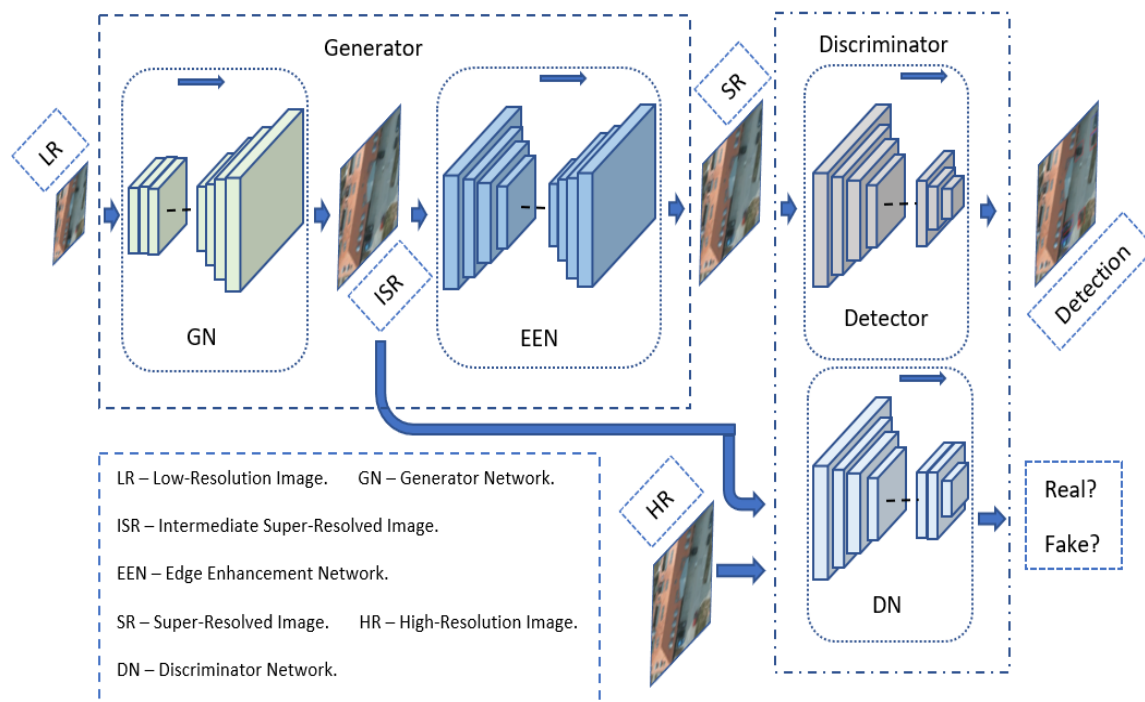 Generator
Discriminator
LR
GN
ISR
EEN
SR
Detector
Detection
HR
DN
Real?
Fake?
LR – Low-Resolution Image. GN – Generator Network.
ISR – Intermediate Super-Resolved Image.
EEN – Edge Enhancement Network.
SR – Super-Resolved Image. HR – High-Resolution Image.
DN – Discriminator Network.